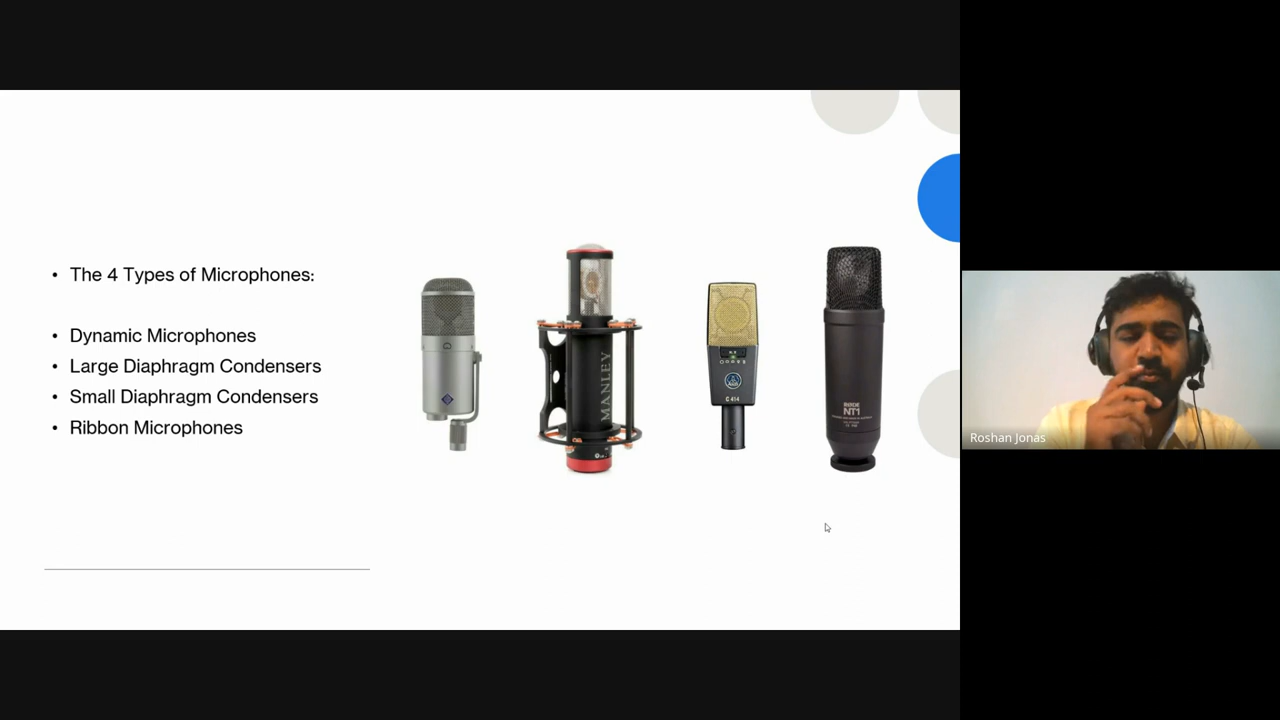 The 4 Types of Microphones:
Dynamic Microphones
Large Diaphragm Condensers
Small Diaphragm Condensers
Ribbon Microphones
MANLEY
C 414
RØDE
NT1
Roshan Jonas